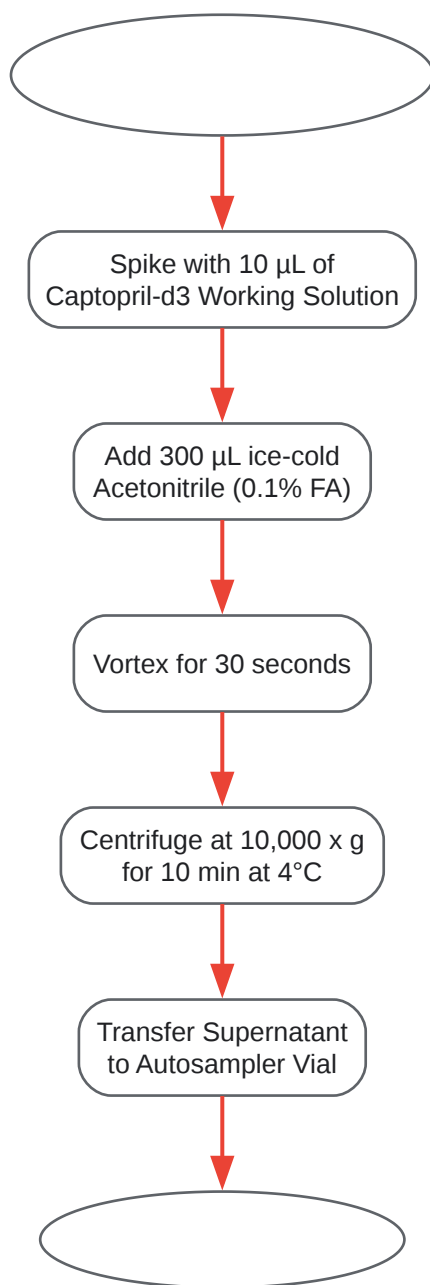 Spike with 10 µL of
Captopril-d3 Working Solution
Add 300 µL ice-cold
Acetonitrile (0.1% FA)
Vortex for 30 seconds
Centrifuge at 10,000 x g
for 10 min at 4°C
Transfer Supernatant
to Autosampler Vial